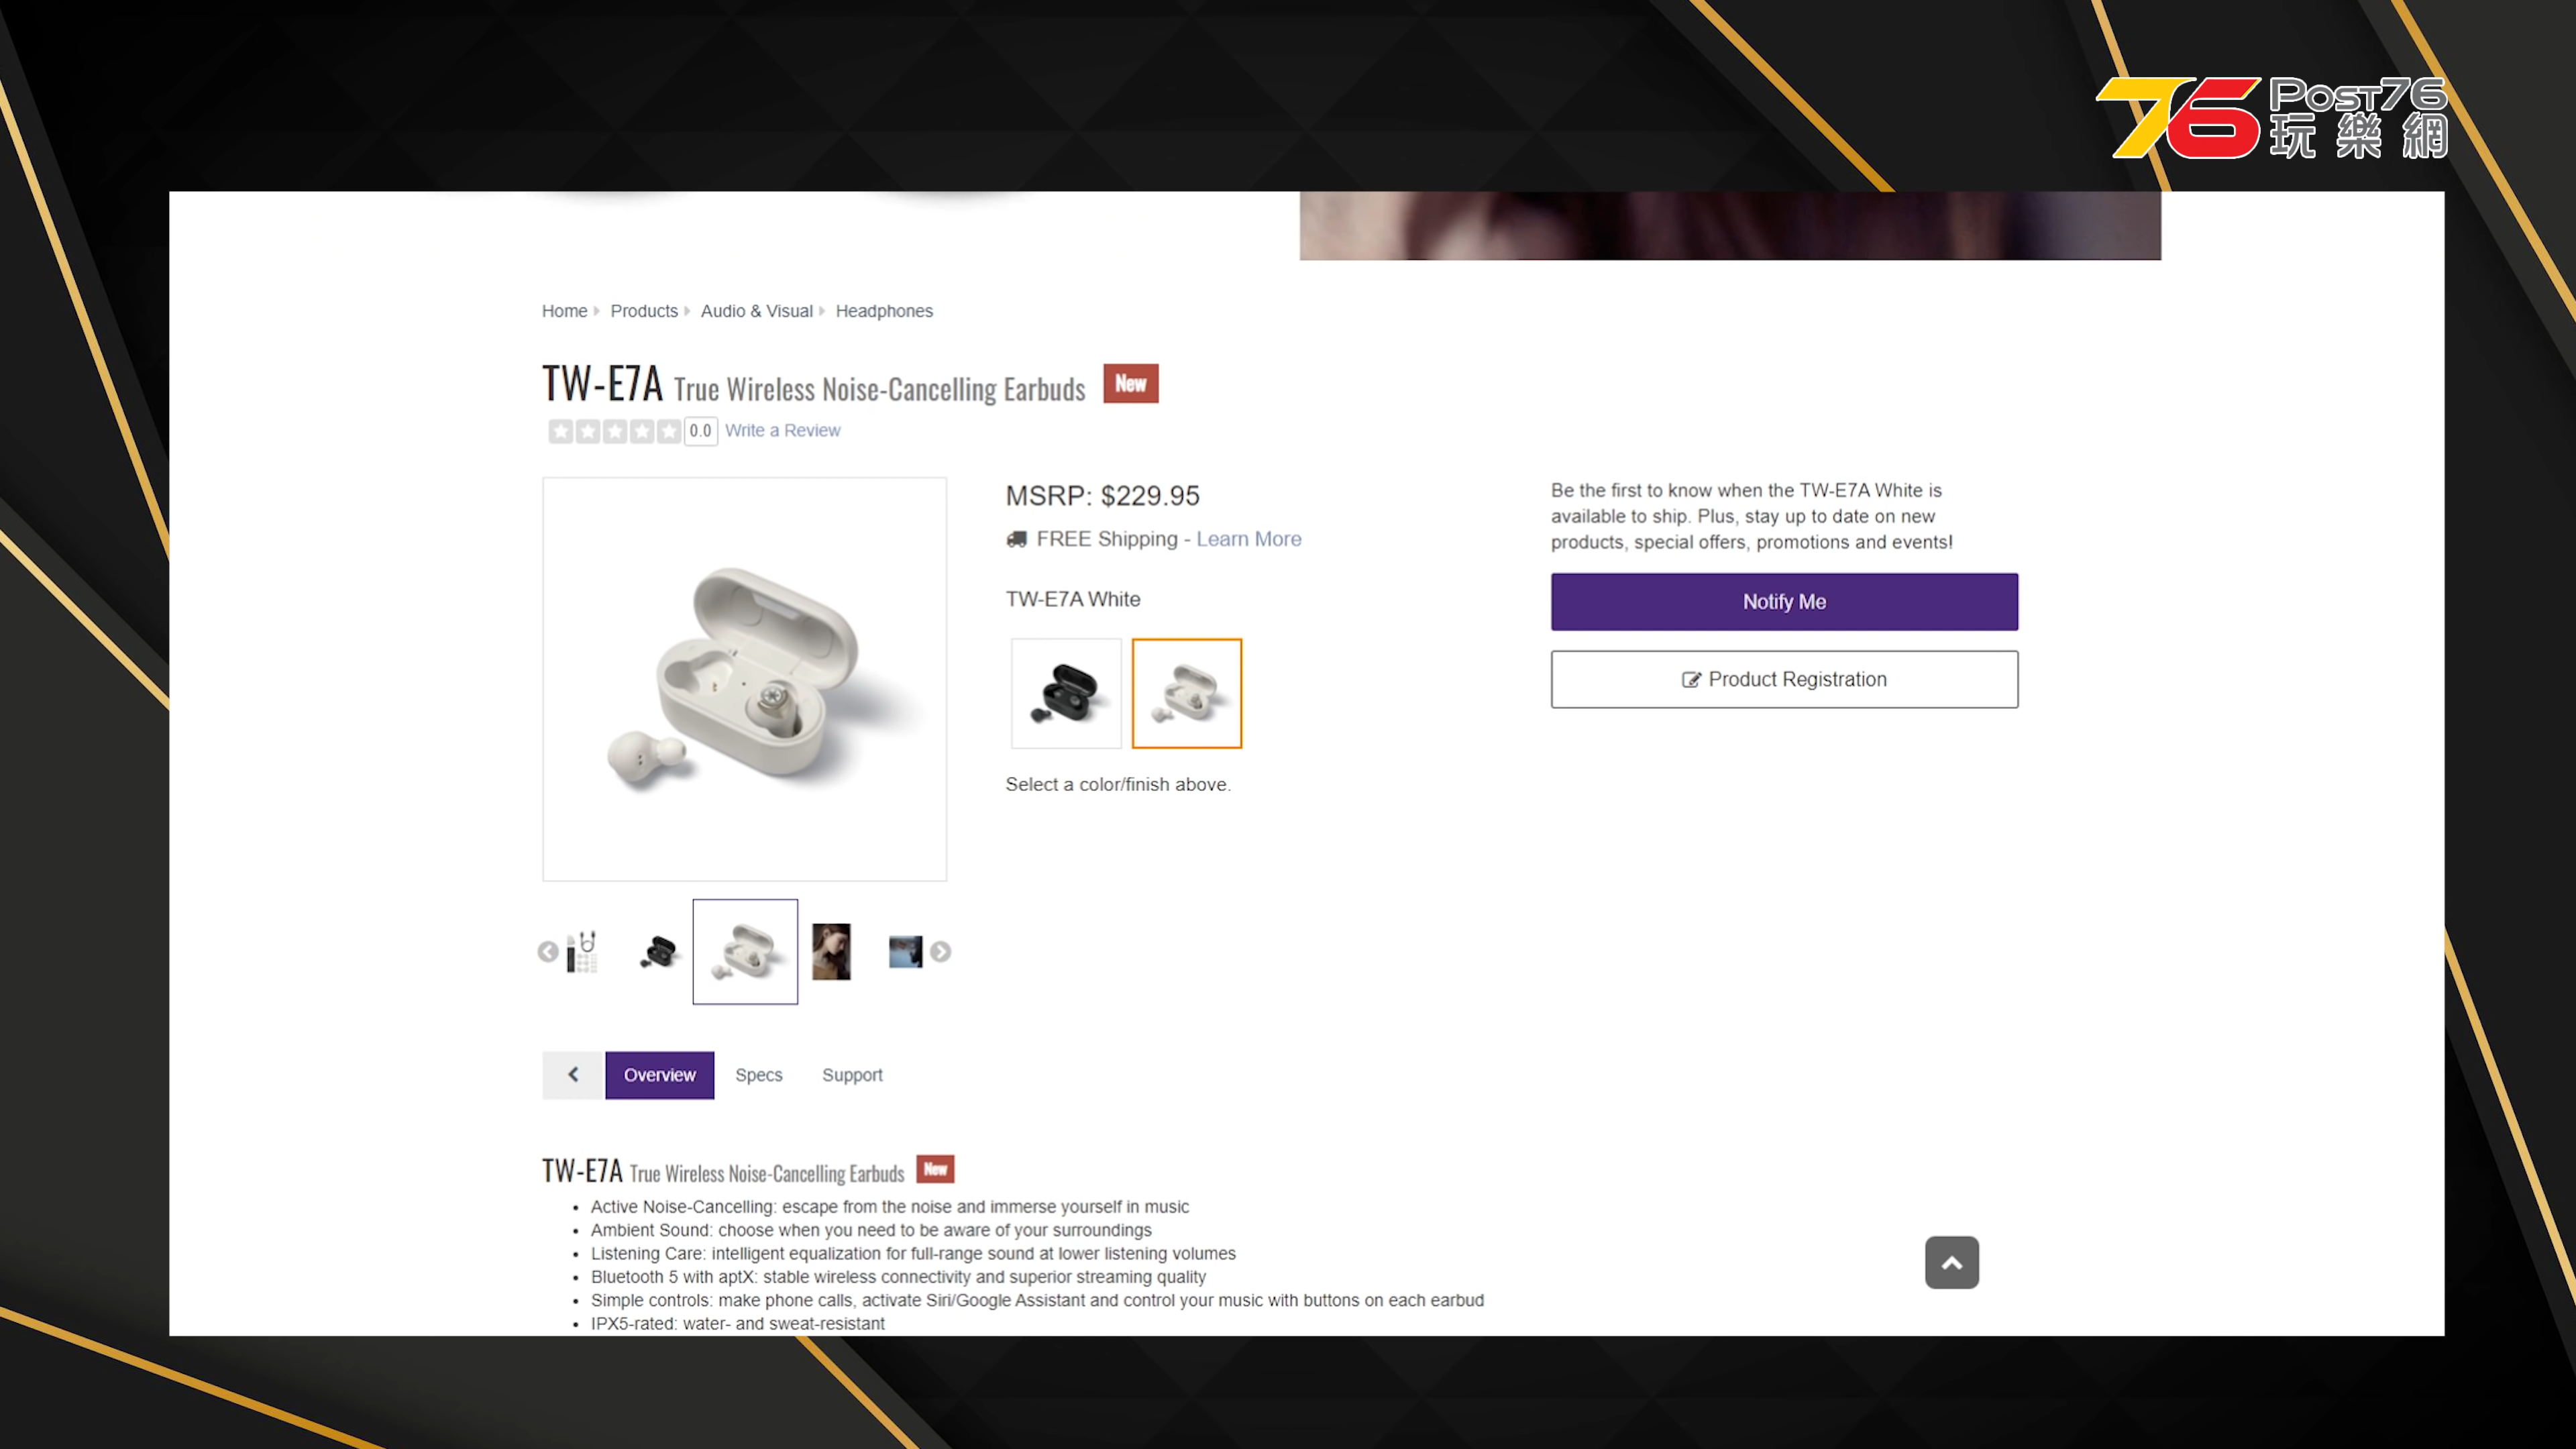 76 Post76
玩樂網
Home Products Audio & Visual Headphones
TW-E7A True Wireless Noise-Cancelling Earbuds New
0.0 Write a Review
MSRP: $229.95
FREE Shipping - Learn More
TW-E7A White
Select a color/finish above.
Be the first to know when the TW-E7A White is
available to ship. Plus, stay up to date on new
products, special offers, promotions and events!
Notify Me
Product Registration
Overview Specs Support
TW-E7A True Wireless Noise-Cancelling Earbuds New
• Active Noise-Cancelling: escape from the noise and immerse yourself in music
• Ambient Sound: choose when you need to be aware of your surroundings
• Listening Care: intelligent equalization for full-range sound at lower listening volumes
• Bluetooth 5 with aptX: stable wireless connectivity and superior streaming quality
• Simple controls: make phone calls, activate Siri/Google Assistant and control your music with buttons on each earbud
• IPX5-rated: water- and sweat-resistant